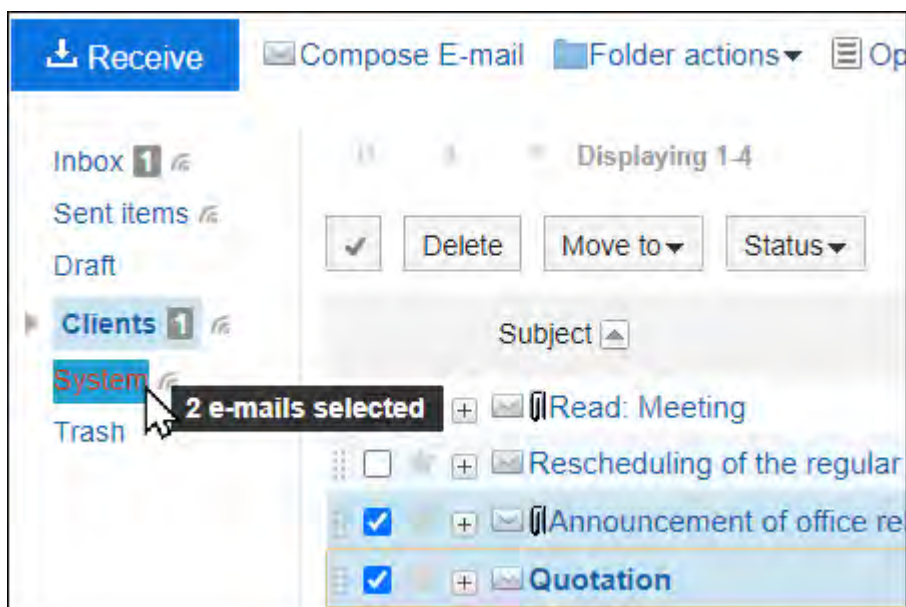 Receive Compose E-mail Folder actions Op
Inbox 1
Sent items
Draft
Clients 1
System
Trash
Displaying 1-4
Delete Move to Status
Subject
2 e-mails selected
Read: Meeting
Rescheduling of the regular
Announcement of office re
Quotation